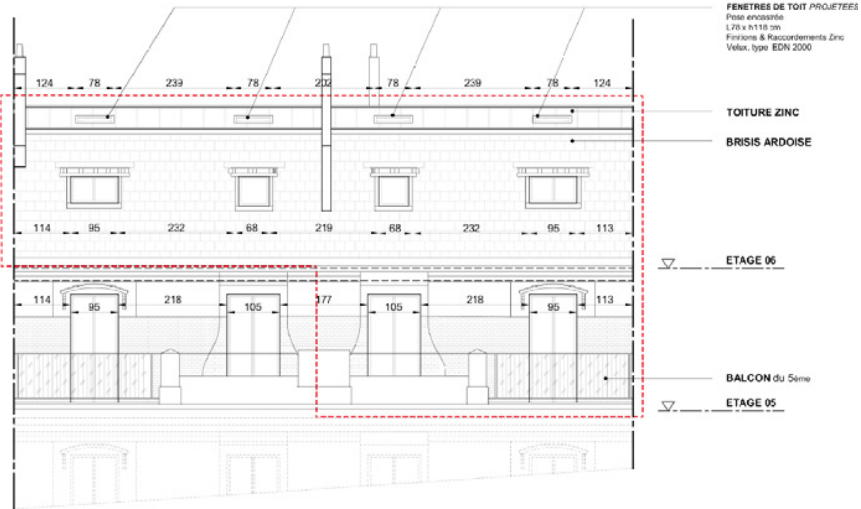 FENETRES DE TOIT PROJETEES
Pose encastrée
L78 x h118 cm
Finitions & Raccordements Zinc
Velux, type EDN 2000
124 78 239 78 202 78 239 78 124
TOITURE ZINC
BRISIS ARDOISE
114 95 232 68 219 68 232 95 113
ETAGE 06
114 95 218 105 177 105 218 95 113
BALCON du 5ème
ETAGE 05